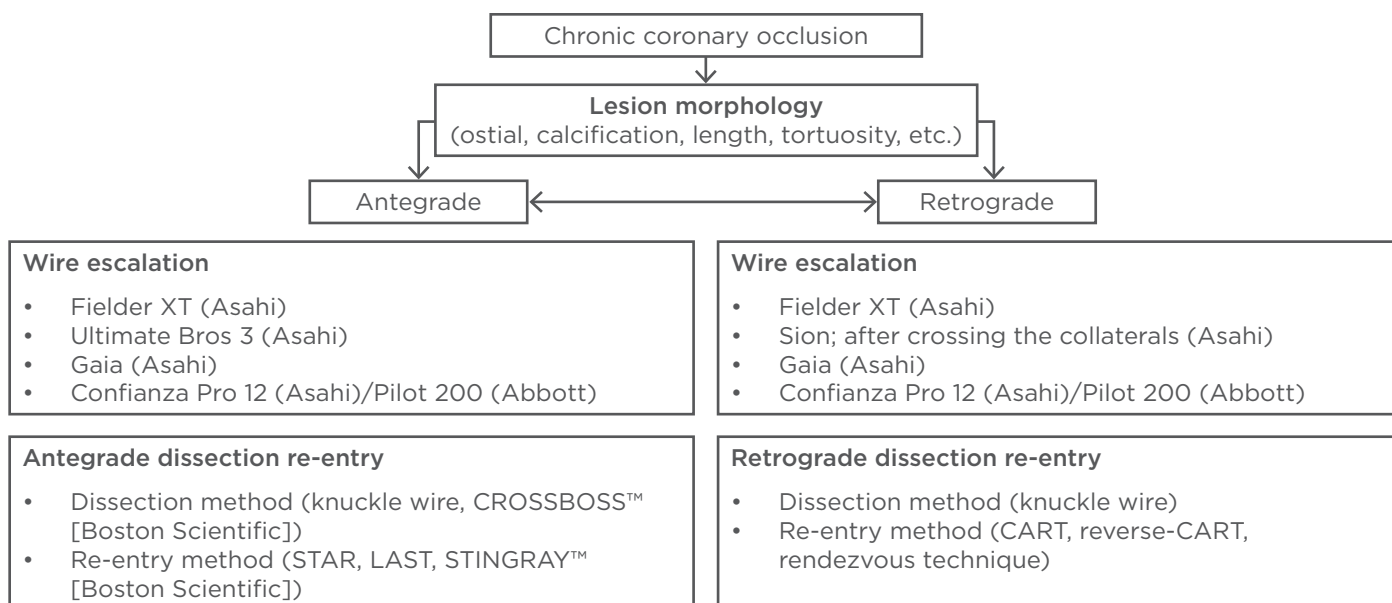 Chronic coronary occlusion
Lesion morphology
(ostial, calcification, length, tortuosity, etc.)
Antegrade
Retrograde
Wire escalation
• Fielder XT (Asahi)
• Ultimate Bros 3 (Asahi)
• Gaia (Asahi)
• Confianza Pro 12 (Asahi)/Pilot 200 (Abbott)
Wire escalation
• Fielder XT (Asahi)
• Sion; after crossing the collaterals (Asahi)
• Gaia (Asahi)
• Confianza Pro 12 (Asahi)/Pilot 200 (Abbott)
Antegrade dissection re-entry
• Dissection method (knuckle wire, CROSSBOSS™
[Boston Scientific])
• Re-entry method (STAR, LAST, STINGRAY™
[Boston Scientific])
Retrograde dissection re-entry
• Dissection method (knuckle wire)
• Re-entry method (CART, reverse-CART,
rendezvous technique)